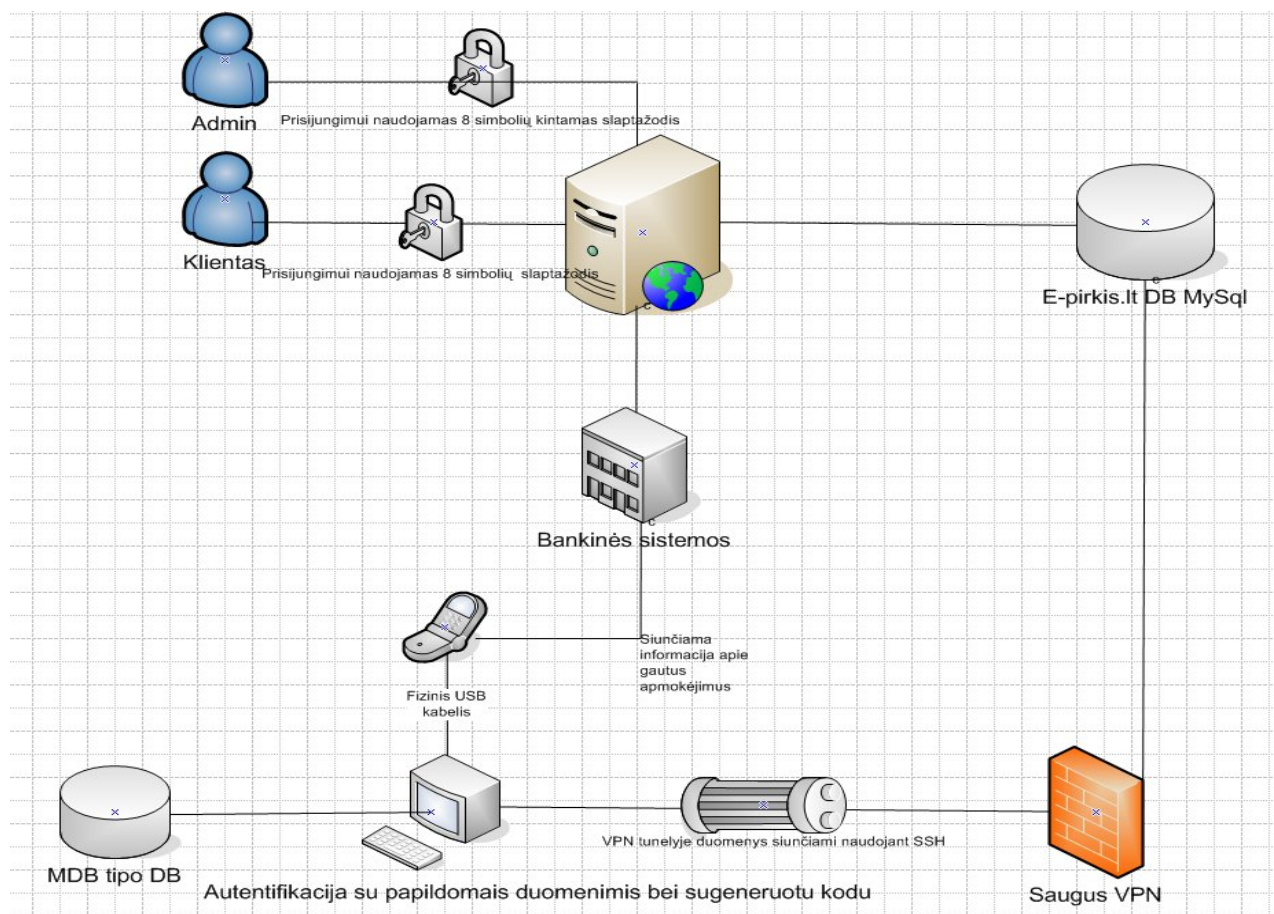 Admin
Prisijungimui naudojamas 8 simbolių kintamas slaptažodis
Klientas
Prisijungimui naudojamas 8 simbolių slaptažodis
E-pirkis.lt DB MySql
Bankinės sistemos
Siunčiama
informacija apie
gautus
apmokėjimus
Fizinis USB
kabelis
VPN tunelyje duomenys siunčiami naudojant SSH
MDB tipo DB
Autentifikacija su papildomais duomenimis bei sugeneruotu kodu
Saugus VPN